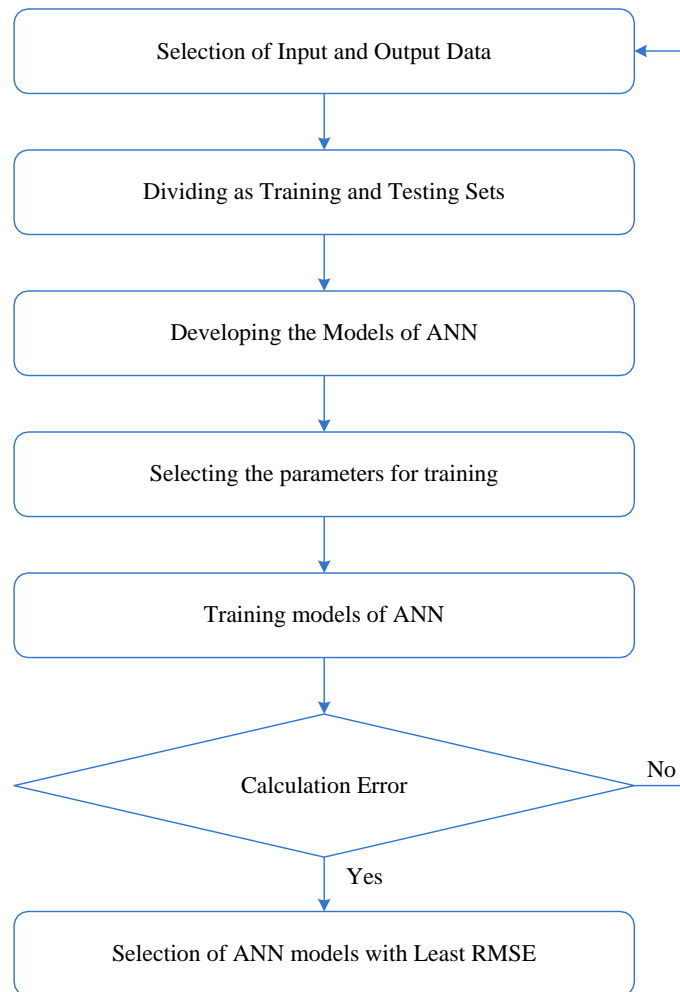 Selection of Input and Output Data
Dividing as Training and Testing Sets
Developing the Models of ANN
Selecting the parameters for training
Training models of ANN
Calculation Error
No
Yes
Selection of ANN models with Least RMSE